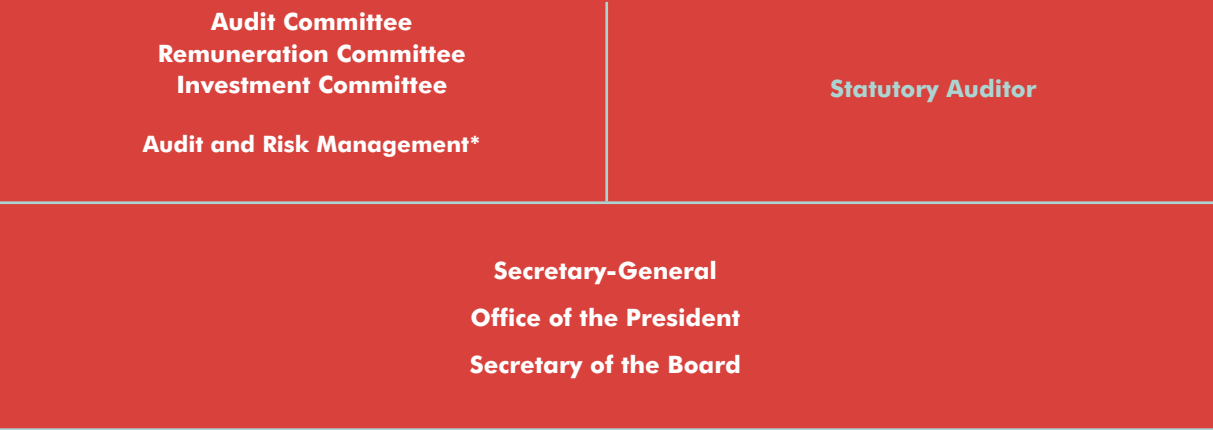 Audit Committee
Remuneration Committee
Investment Committee
Audit and Risk Management*
Statutory Auditor
Secretary-General
Office of the President
Secretary of the Board